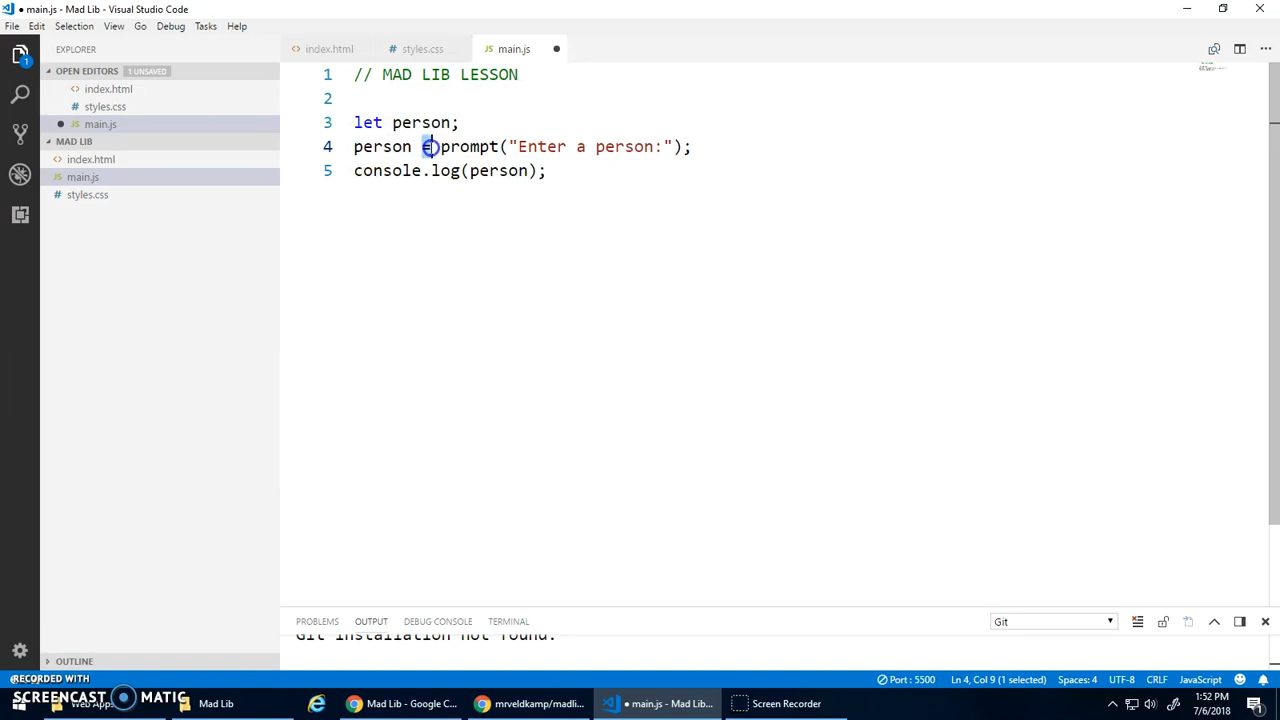 ● main.js - Mad Lib - Visual Studio Code
File Edit Selection View Go Debug Tasks Help
EXPLORER
index.html
styles.css
main.js
OPEN EDITORS 1 UNSAVED
index.html
styles.css
main.js
MAD LIB
index.html
main.js
styles.css
OUTLINE
1 // MAD LIB LESSON
2
3 let person;
4 person = prompt("Enter a person:");
5 console.log(person);
PROBLEMS OUTPUT DEBUG CONSOLE TERMINAL
Git
Git installation not found.
Port : 5500 Ln 4, Col 9 (1 selected) Spaces: 4 UTF-8 CRLF JavaScript
RECORDED WITH
SCREENCAST MATIC
Mad Lib
Mad Lib - Google C...
mrveldkamp/madli...
● main.js - Mad Lib...
Screen Recorder
1:52 PM
7/6/2018